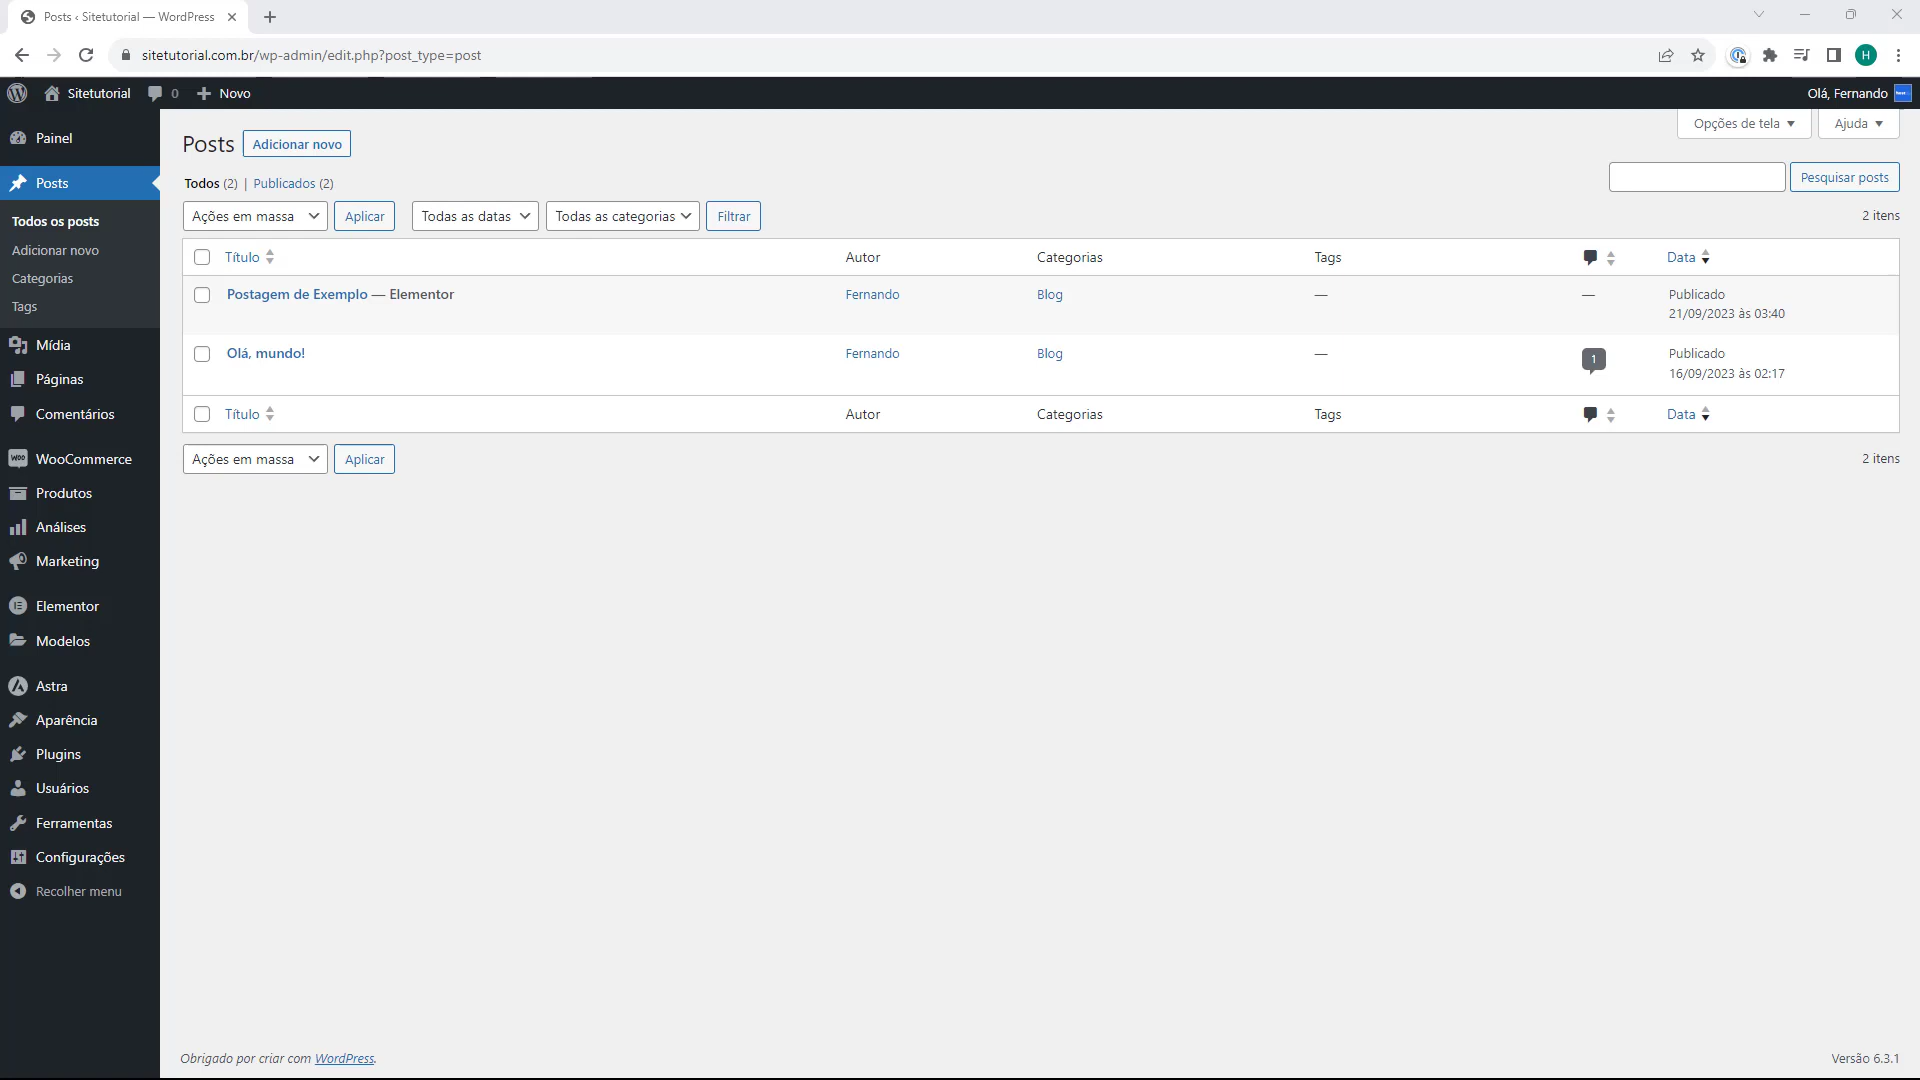 Posts ‹ Sitetutorial — WordPress
sitetutorial.com.br/wp-admin/edit.php?post_type=post
H
Sitetutorial 0 Novo
Olá, Fernando
Painel
Posts
Todos os posts
Adicionar novo
Categorias
Tags
Mídia
Páginas
Comentários
WooCommerce
Produtos
Análises
Marketing
Elementor
Modelos
Astra
Aparência
Plugins
Usuários
Ferramentas
Configurações
Recolher menu
Opções de tela
Ajuda
Posts Adicionar novo
Todos (2) | Publicados (2)
Pesquisar posts
Ações em massa Aplicar Todas as datas Todas as categorias Filtrar
2 itens
Título Autor Categorias Tags Data
Postagem de Exemplo — Elementor Fernando Blog — — Publicado
21/09/2023 às 03:40
Olá, mundo! Fernando Blog — 1 Publicado
16/09/2023 às 02:17
Título Autor Categorias Tags Data
Ações em massa Aplicar
2 itens
Obrigado por criar com WordPress.
Versão 6.3.1